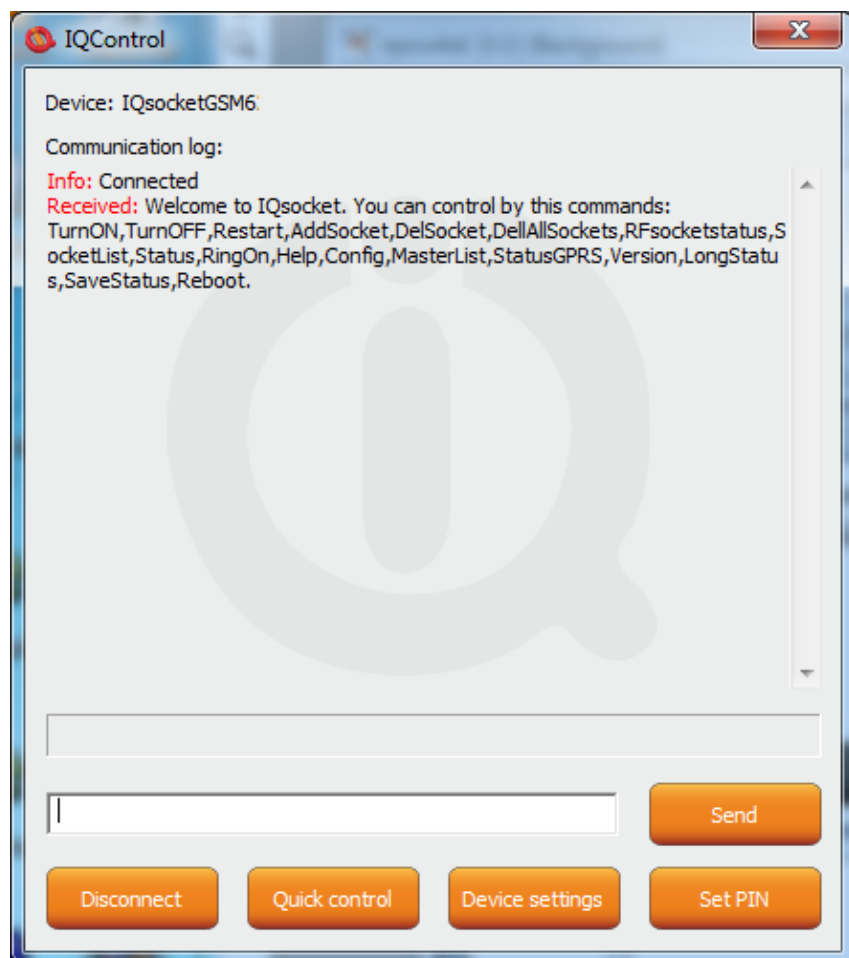 IQControl
Device: IQsocketGSM6
Communication log:
Info: Connected
Received: Welcome to IQsocket. You can control by this commands:
TurnON,TurnOFF,Restart,AddSocket,DelSocket,DellAllSockets,RFsocketstatus,S
ocketList,Status,RingOn,Help,Config,MasterList,StatusGPRS,Version,LongStatu
s,SaveStatus,Reboot.
Send
Disconnect
Quick control
Device settings
Set PIN